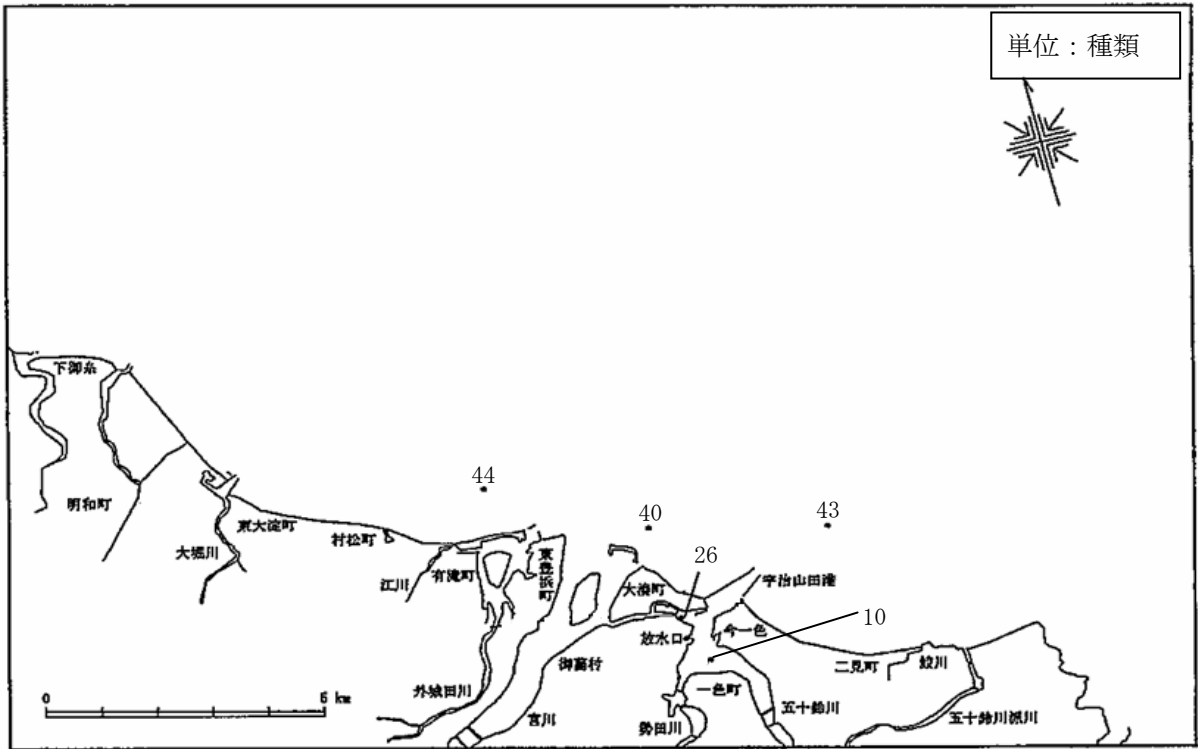 単位：種類
下御糸
44
明和町
40
43
東大淀町
村松町
大堀川
26
江川
有滝町
東豊浜町
大湊町
宇治山田港
10
放水口
今一色
御薗村
二見町
鮫川
0
6 km
外城田川
一色町
宮川
勢田川
五十鈴川
五十鈴川派川